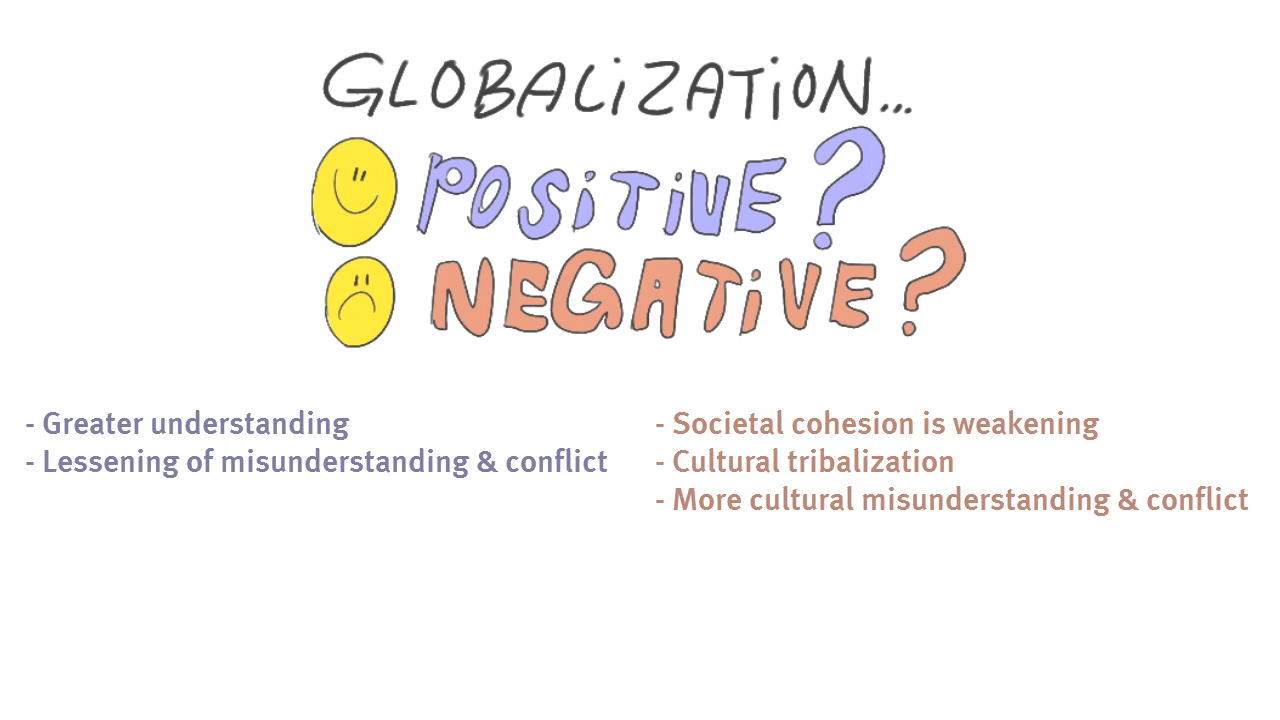 GLOBALiZATiON...
POSiTiVE?
NEGATiVE?
- Greater understanding
- Lessening of misunderstanding & conflict
- Societal cohesion is weakening
- Cultural tribalization
- More cultural misunderstanding & conflict